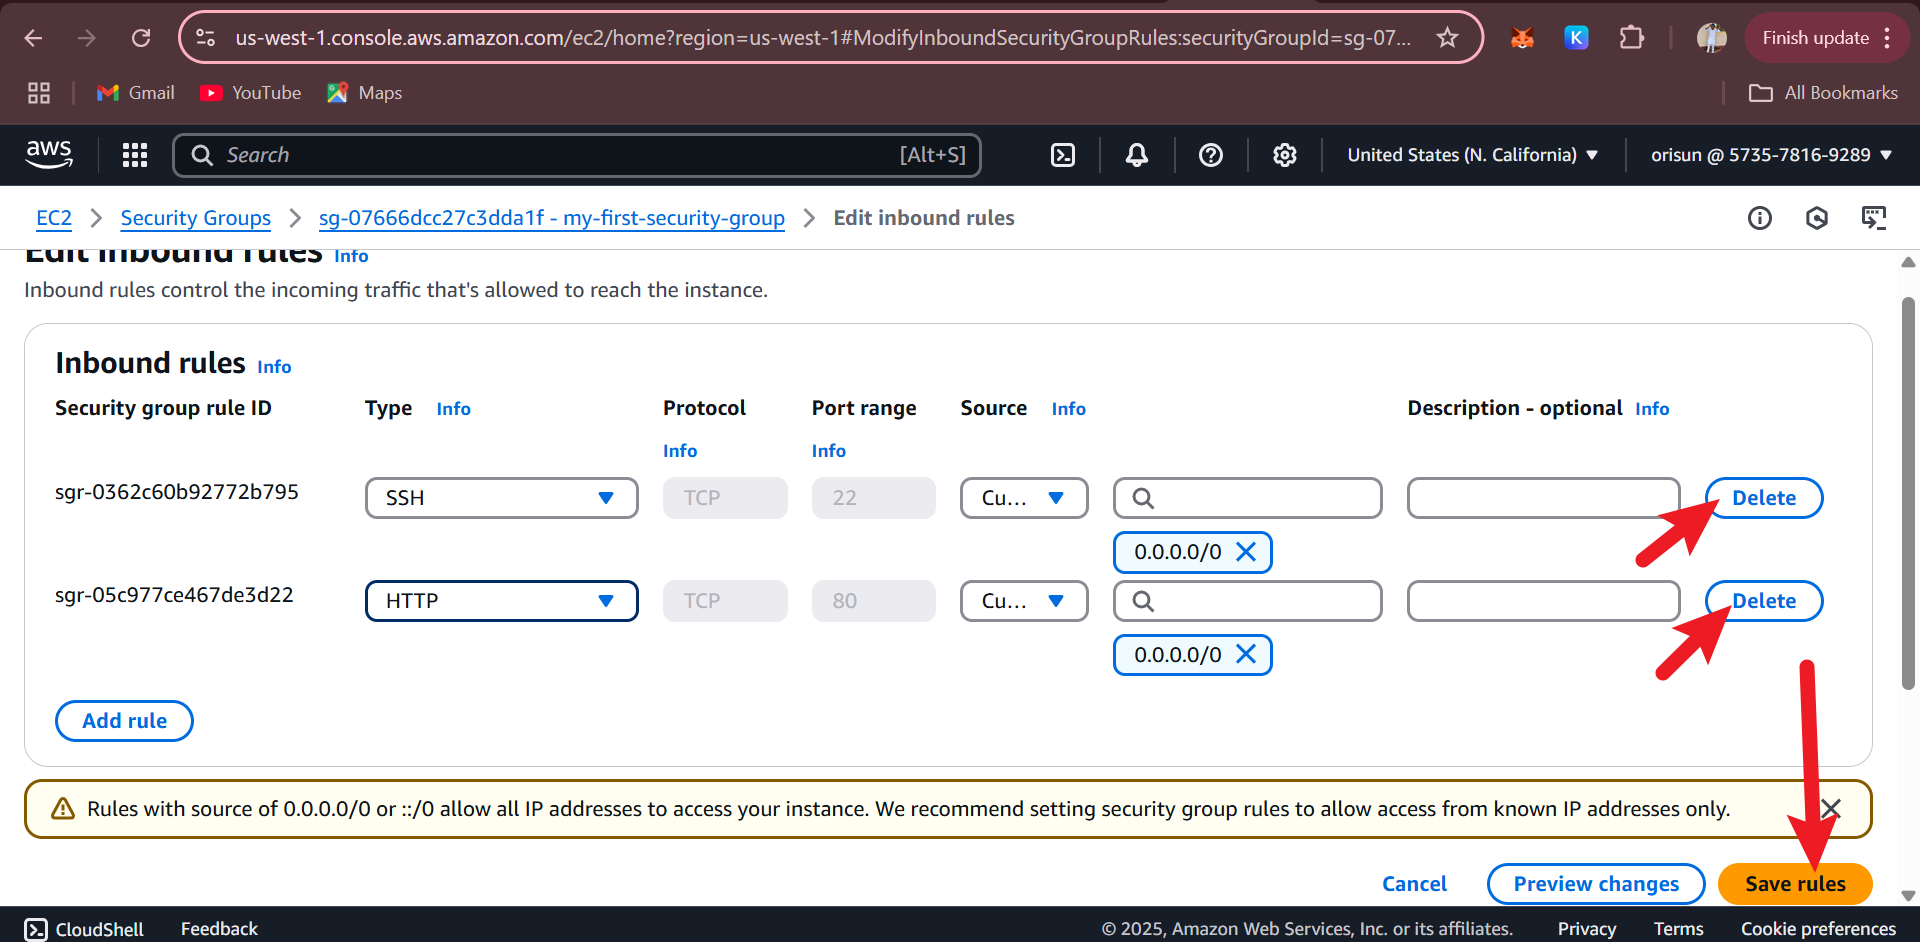 us-west-1.console.aws.amazon.com/ec2/home?region=us-west-1#ModifyInboundSecurityGroupRules:securityGroupId=sg-07...
K
Finish update
Gmail
YouTube
Maps
All Bookmarks
aws
Search
[Alt+S]
United States (N. California)
orisun @ 5735-7816-9289
EC2
Security Groups
sg-07666dcc27c3dda1f - my-first-security-group
Edit inbound rules
Edit inbound rules Info
Inbound rules control the incoming traffic that's allowed to reach the instance.
Inbound rules Info
Security group rule ID
Type Info
Protocol
Info
Port range
Info
Source Info
Description - optional Info
sgr-0362c60b92772b795
SSH
TCP
22
Cu...
Delete
0.0.0.0/0
sgr-05c977ce467de3d22
HTTP
TCP
80
Cu...
Delete
0.0.0.0/0
Add rule
Rules with source of 0.0.0.0/0 or ::/0 allow all IP addresses to access your instance. We recommend setting security group rules to allow access from known IP addresses only.
Cancel
Preview changes
Save rules
CloudShell
Feedback
© 2025, Amazon Web Services, Inc. or its affiliates.
Privacy
Terms
Cookie preferences